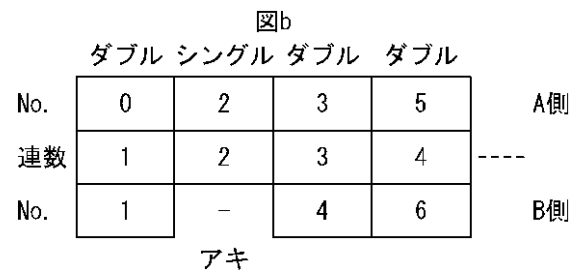 図b
ダブル シングル ダブル ダブル
No. 0 2 3 5 A側
連数 1 2 3 4 ----
No. 1 - 4 6 B側
アキ